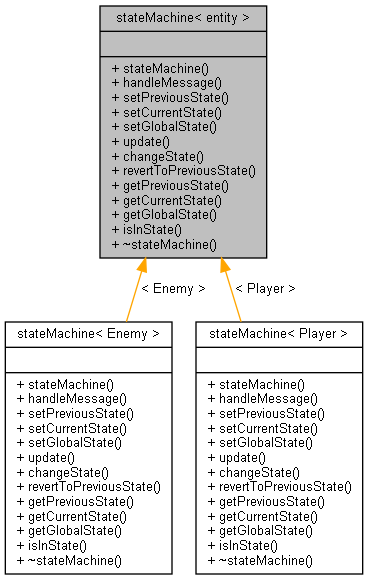 stateMachine< entity >
+ stateMachine()
+ handleMessage()
+ setPreviousState()
+ setCurrentState()
+ setGlobalState()
+ update()
+ changeState()
+ revertToPreviousState()
+ getPreviousState()
+ getCurrentState()
+ getGlobalState()
+ isInState()
+ ~stateMachine()
< Enemy >
< Player >
stateMachine< Enemy >
+ stateMachine()
+ handleMessage()
+ setPreviousState()
+ setCurrentState()
+ setGlobalState()
+ update()
+ changeState()
+ revertToPreviousState()
+ getPreviousState()
+ getCurrentState()
+ getGlobalState()
+ isInState()
+ ~stateMachine()
stateMachine< Player >
+ stateMachine()
+ handleMessage()
+ setPreviousState()
+ setCurrentState()
+ setGlobalState()
+ update()
+ changeState()
+ revertToPreviousState()
+ getPreviousState()
+ getCurrentState()
+ getGlobalState()
+ isInState()
+ ~stateMachine()